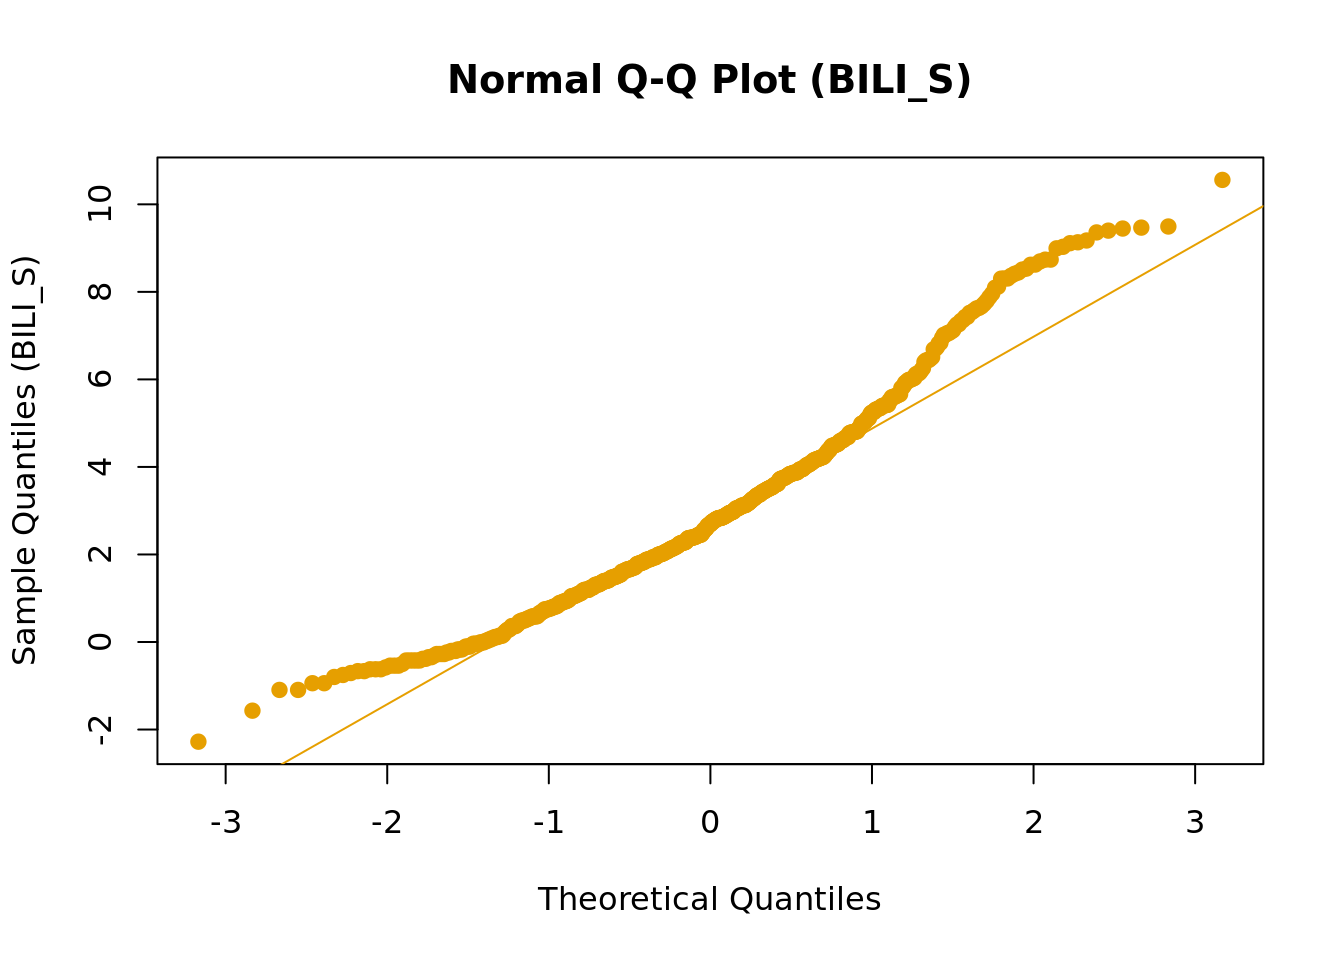 Normal Q-Q Plot (BILI_S)
Sample Quantiles (BILI_S)
10
8
6
4
2
0
-2
-3 -2 -1 0 1 2 3
Theoretical Quantiles